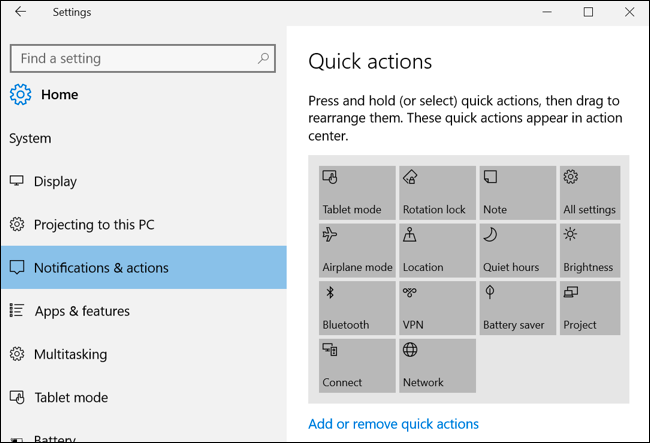 Settings
Find a setting
Home
System
Display
Projecting to this PC
Notifications & actions
Apps & features
Multitasking
Tablet mode
Battery
Quick actions
Press and hold (or select) quick actions, then drag to
rearrange them. These quick actions appear in action
center.
Tablet mode
Rotation lock
Note
All settings
Airplane mode
Location
Quiet hours
Brightness
Bluetooth
VPN
Battery saver
Project
Connect
Network
Add or remove quick actions